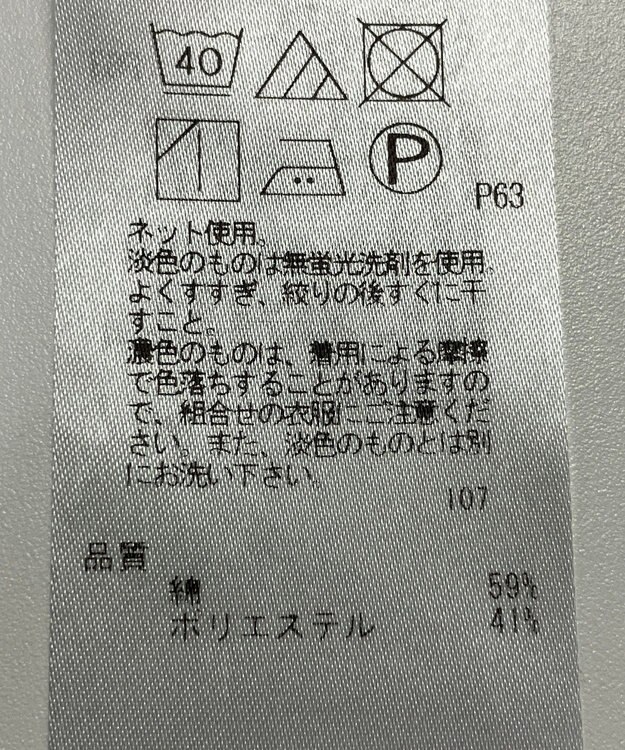 40
P
P63
ネット使用。
淡色のものは無蛍光洗剤を使用。
よくすすぎ、絞りの後すぐに干
すこと。
濃色のものは、着用による摩擦
で色落ちすることがありますの
で、組合せの衣服にご注意くだ
さい。また、淡色のものとは別
にお洗い下さい
107
品質
綿 59%
ポリエステル 41%